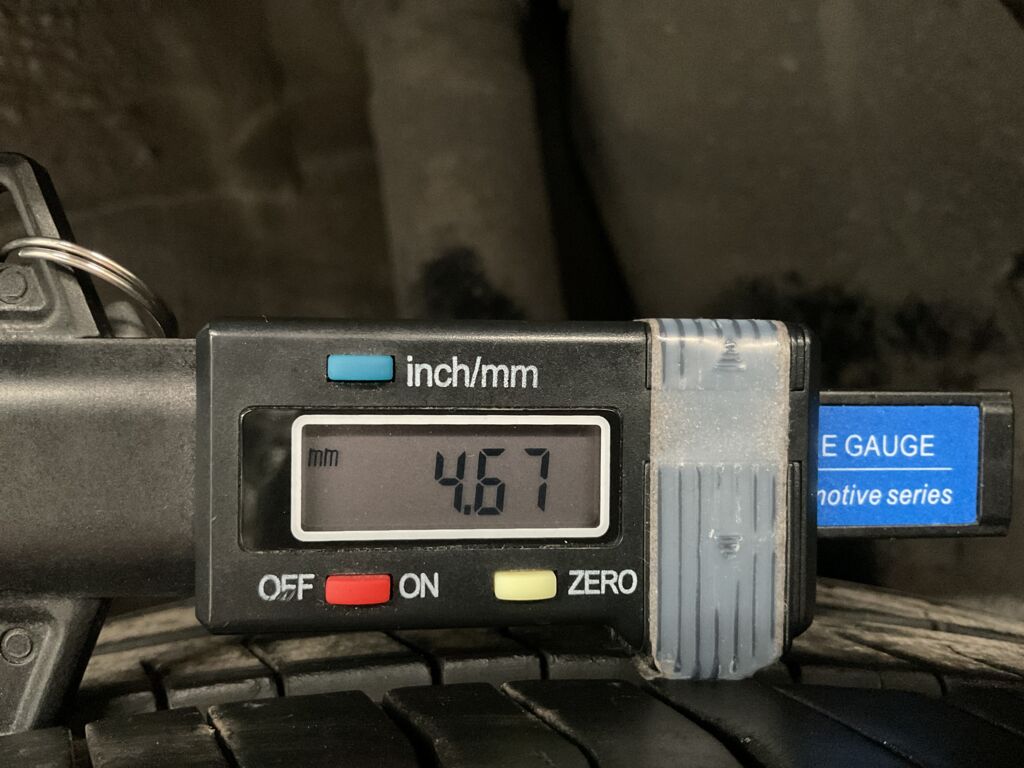 inch/mm
mm 4.67
OFF ON ZERO
E GAUGE
motive series